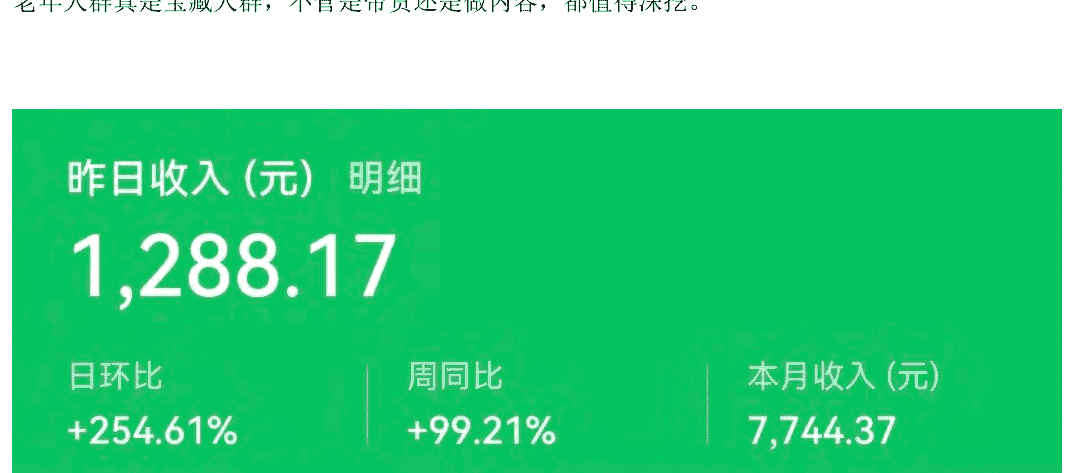 老年人群真是宝藏人群，不管是带货还是做内容，都值得深挖。
昨日收入 (元) 明细
1,288.17
日环比 周同比 本月收入 (元)
+254.61% +99.21% 7,744.37